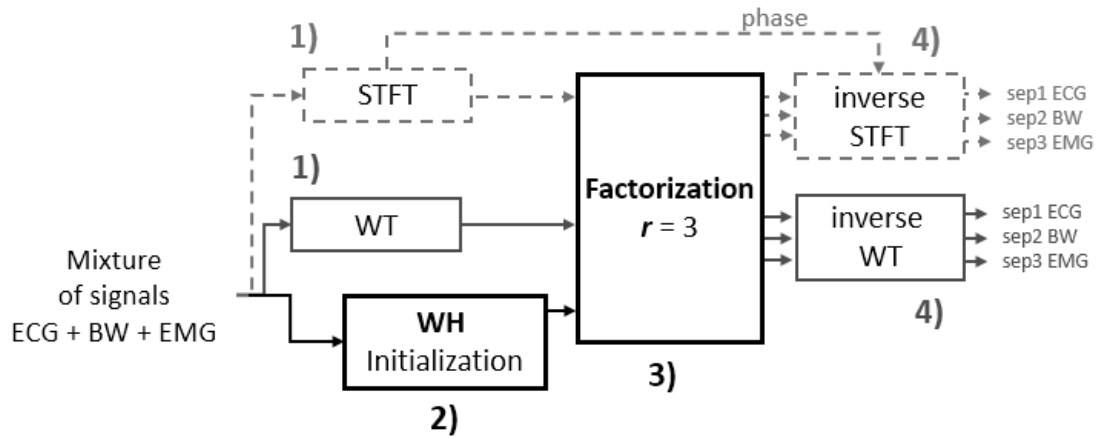 phase
1)
4)
STFT
inverse
STFT
sep1 ECG
sep2 BW
sep3 EMG
1)
Factorization
r = 3
WT
inverse
WT
sep1 ECG
sep2 BW
sep3 EMG
Mixture
of signals
ECG + BW + EMG
4)
WH
Initialization
3)
2)